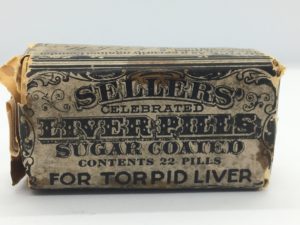 SELLERS'
CELEBRATED
LIVER PILLS
SUGAR COATED
CONTENTS 22 PILLS
FOR TORPID LIVER